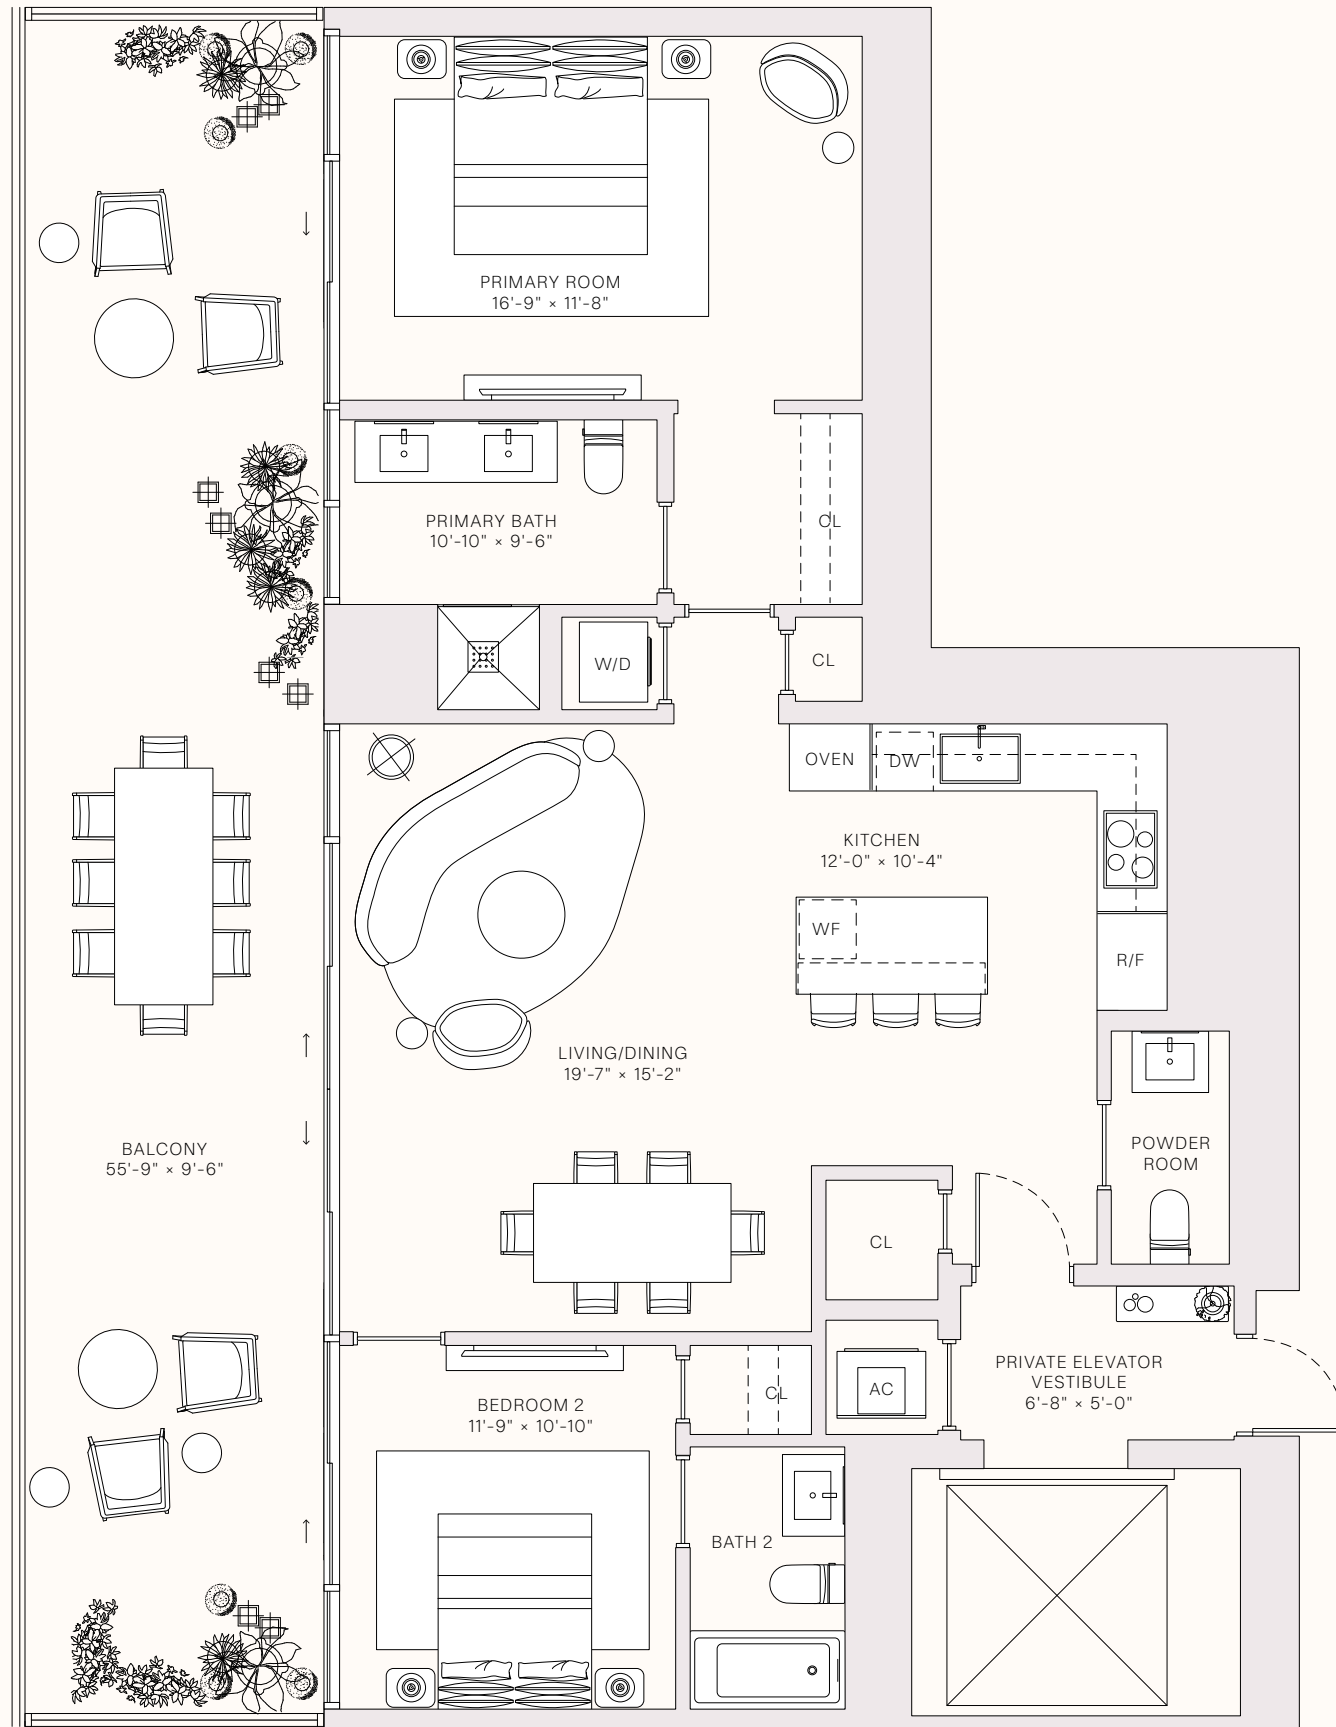 PRIMARY ROOM
16'-9" × 11'-8"
PRIMARY BATH
10'-10" × 9'-6"
CL
W/D
CL
OVEN
DW
KITCHEN
12'-0" × 10'-4"
WF
R/F
LIVING/DINING
19'-7" × 15'-2"
BALCONY
55'-9" × 9'-6"
POWDER
ROOM
CL
PRIVATE ELEVATOR
VESTIBULE
6'-8" × 5'-0"
AC
CL
BEDROOM 2
11'-9" × 10'-10"
BATH 2